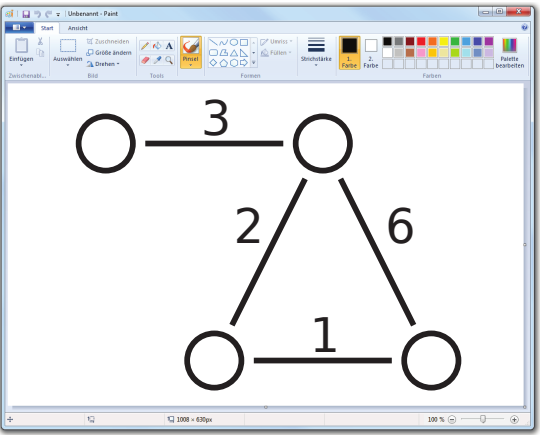 Unbenannt - Paint
Start Ansicht
Einfügen
Auswählen
Zuschneiden
Größe ändern
Drehen
A
Pinsel
Umriss
Füllen
Strichstärke
1.
Farbe
2.
Farbe
Palette
bearbeiten
Zwischenabl...
Bild
Tools
Formen
Farben
3
2
6
1
1008 × 630px
100 %